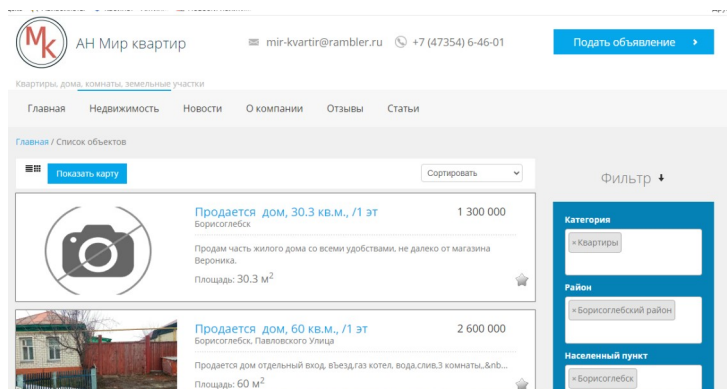 Мк
АН Мир квартир
mir-kvartir@rambler.ru
+7 (47354) 6-46-01
Подать объявление
Квартиры, дома, комнаты, земельные участки
Главная Недвижимость Новости О компании Отзывы Статьи
Главная / Список объектов
Показать карту
Сортировать
Продается дом, 30.3 кв.м., /1 эт
1 300 000
Борисоглебск
Продам часть жилого дома со всеми удобствами, не далеко от магазина
Вероника.
Площадь: 30.3 м²
Продается дом, 60 кв.м., /1 эт
2 600 000
Борисоглебск, Павловского Улица
Продается дом отдельный вход, въезд,газ котел, вода,слив,3 комнаты,,&nb...
Площадь: 60 м²
Фильтр
Категория
×Квартиры
Район
×Борисоглебский район
Населенный пункт
×Борисоглебск